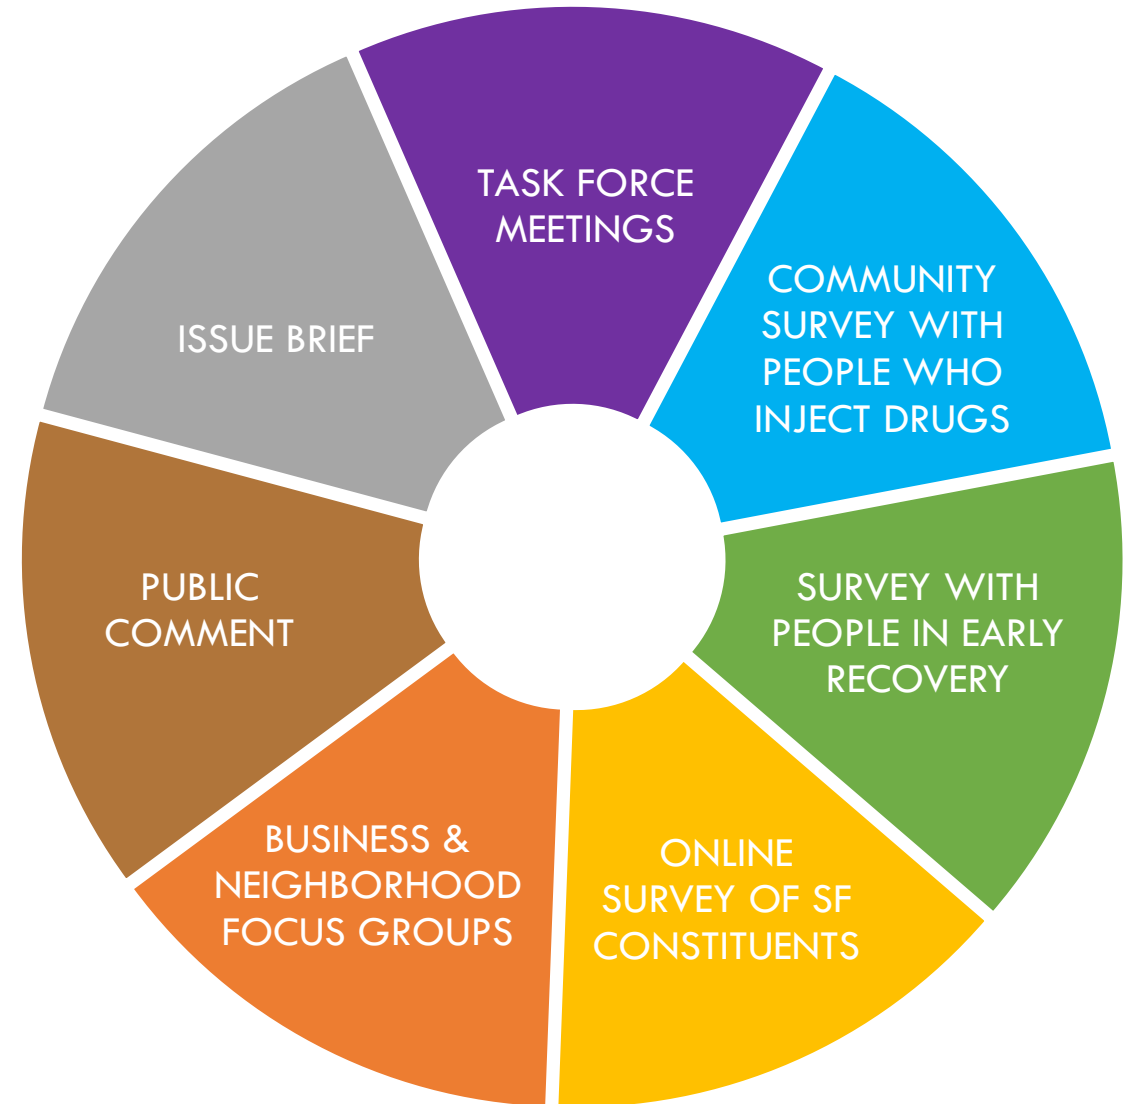 TASK FORCE
MEETINGS
COMMUNITY
SURVEY WITH
PEOPLE WHO
INJECT DRUGS
SURVEY WITH
PEOPLE IN EARLY
RECOVERY
ONLINE
SURVEY OF SF
CONSTITUENTS
BUSINESS &
NEIGHBORHOOD
FOCUS GROUPS
PUBLIC
COMMENT
ISSUE BRIEF